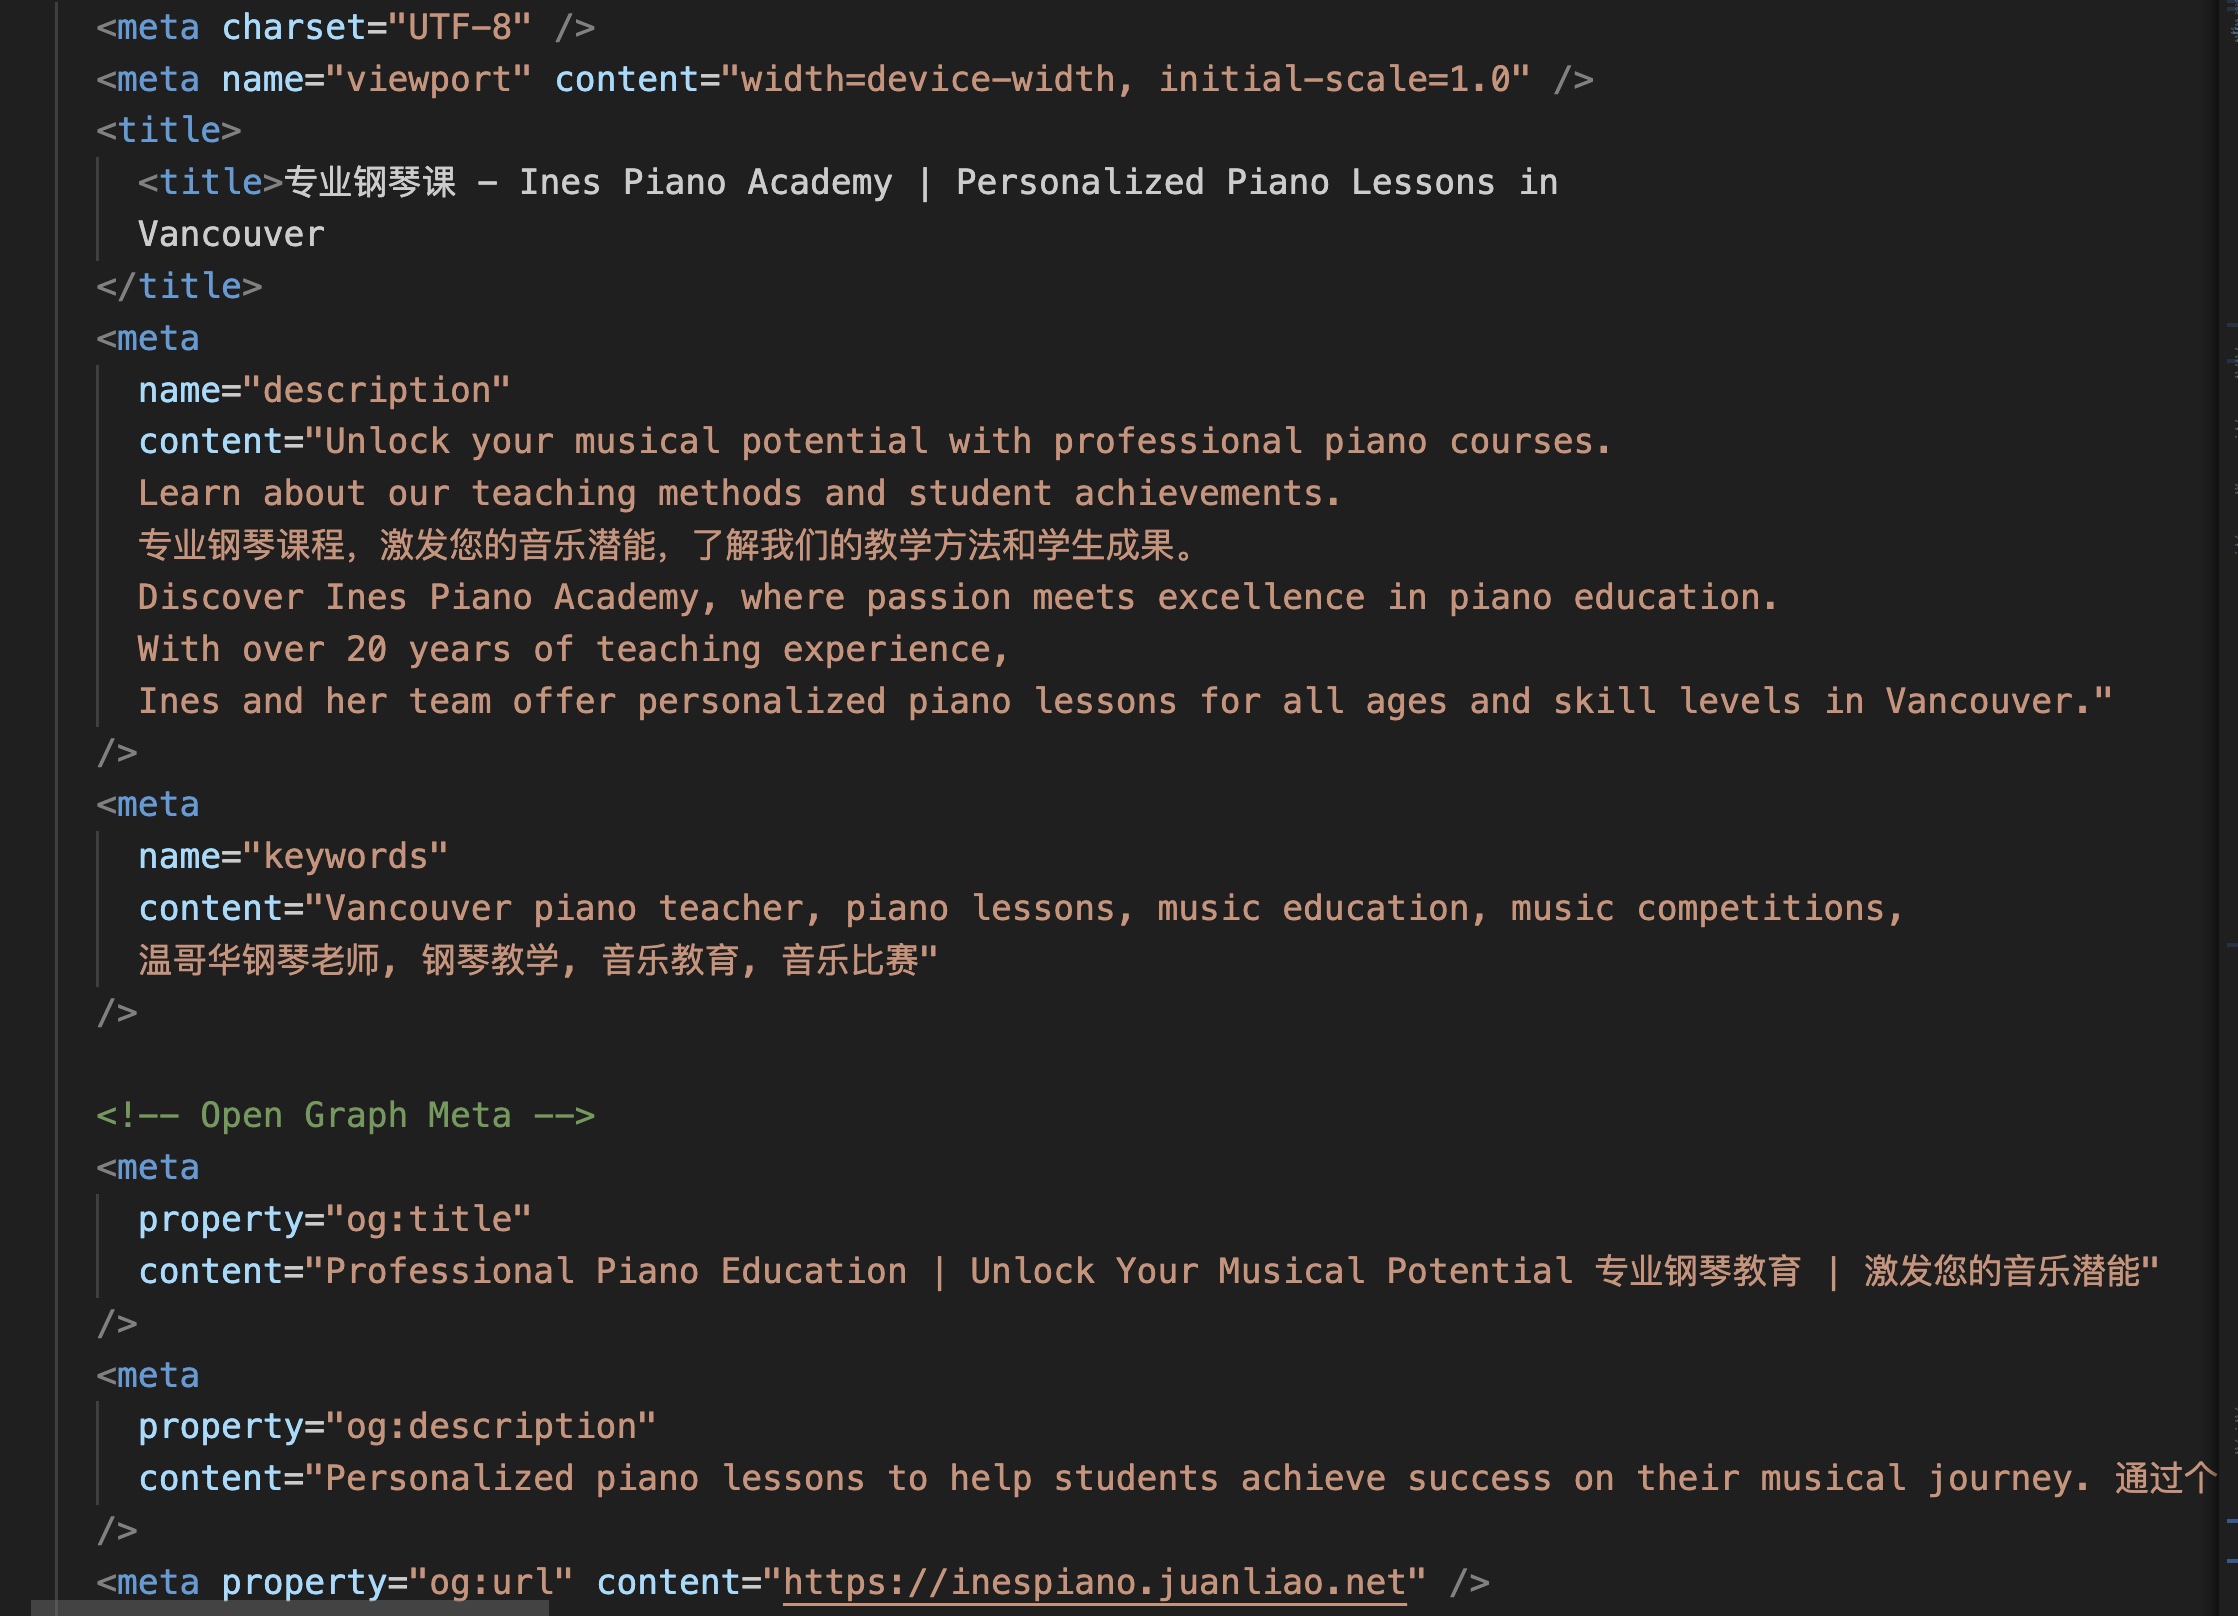 <meta charset="UTF-8" />
<meta name="viewport" content="width=device-width, initial-scale=1.0" />
<title>
<title>专业钢琴课 - Ines Piano Academy | Personalized Piano Lessons in
Vancouver
</title>
<meta
name="description"
content="Unlock your musical potential with professional piano courses.
Learn about our teaching methods and student achievements.
专业钢琴课程，激发您的音乐潜能，了解我们的教学方法和学生成果。
Discover Ines Piano Academy, where passion meets excellence in piano education.
With over 20 years of teaching experience,
Ines and her team offer personalized piano lessons for all ages and skill levels in Vancouver."
/>
<meta
name="keywords"
content="Vancouver piano teacher, piano lessons, music education, music competitions,
温哥华钢琴老师, 钢琴教学, 音乐教育, 音乐比赛"
/>
<!-- Open Graph Meta -->
<meta
property="og:title"
content="Professional Piano Education | Unlock Your Musical Potential 专业钢琴教育 | 激发您的音乐潜能"
/>
<meta
property="og:description"
content="Personalized piano lessons to help students achieve success on their musical journey. 通过个
/>
<meta property="og:url" content="https://inespiano.juanliao.net" />